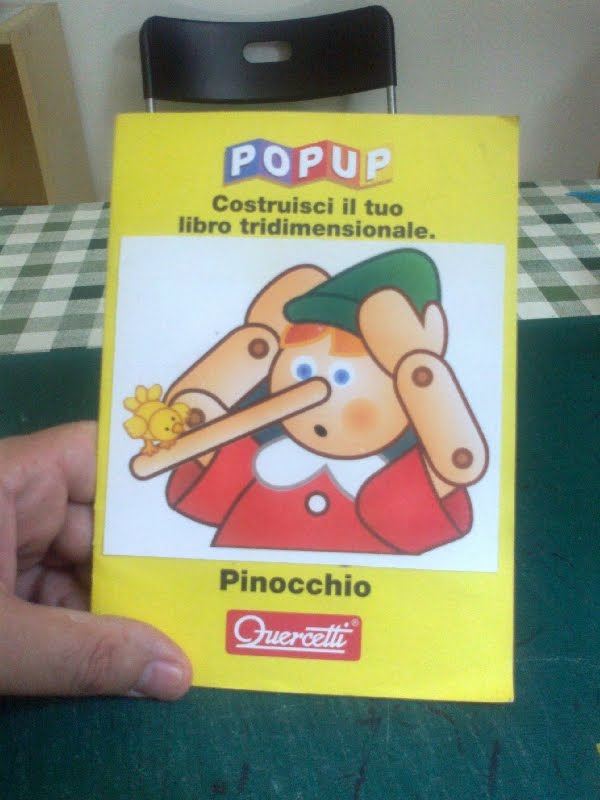 POPUP
Costruisci il tuo
libro tridimensionale.
Pinocchio
Quercetti®